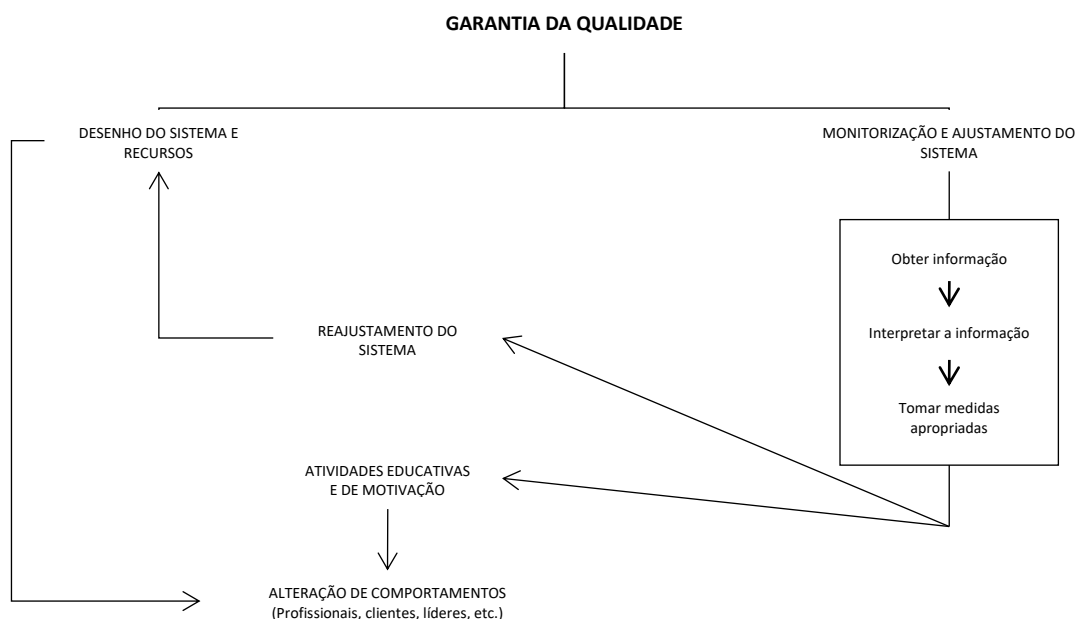 GARANTIA DA QUALIDADE
DESENHO DO SISTEMA E
RECURSOS
MONITORIZAÇÃO E AJUSTAMENTO DO
SISTEMA
Obter informação
Interpretar a informação
Tomar medidas
apropriadas
REAJUSTAMENTO DO
SISTEMA
ATIVIDADES EDUCATIVAS
E DE MOTIVAÇÃO
ALTERAÇÃO DE COMPORTAMENTOS
(Profissionais, clientes, líderes, etc.)